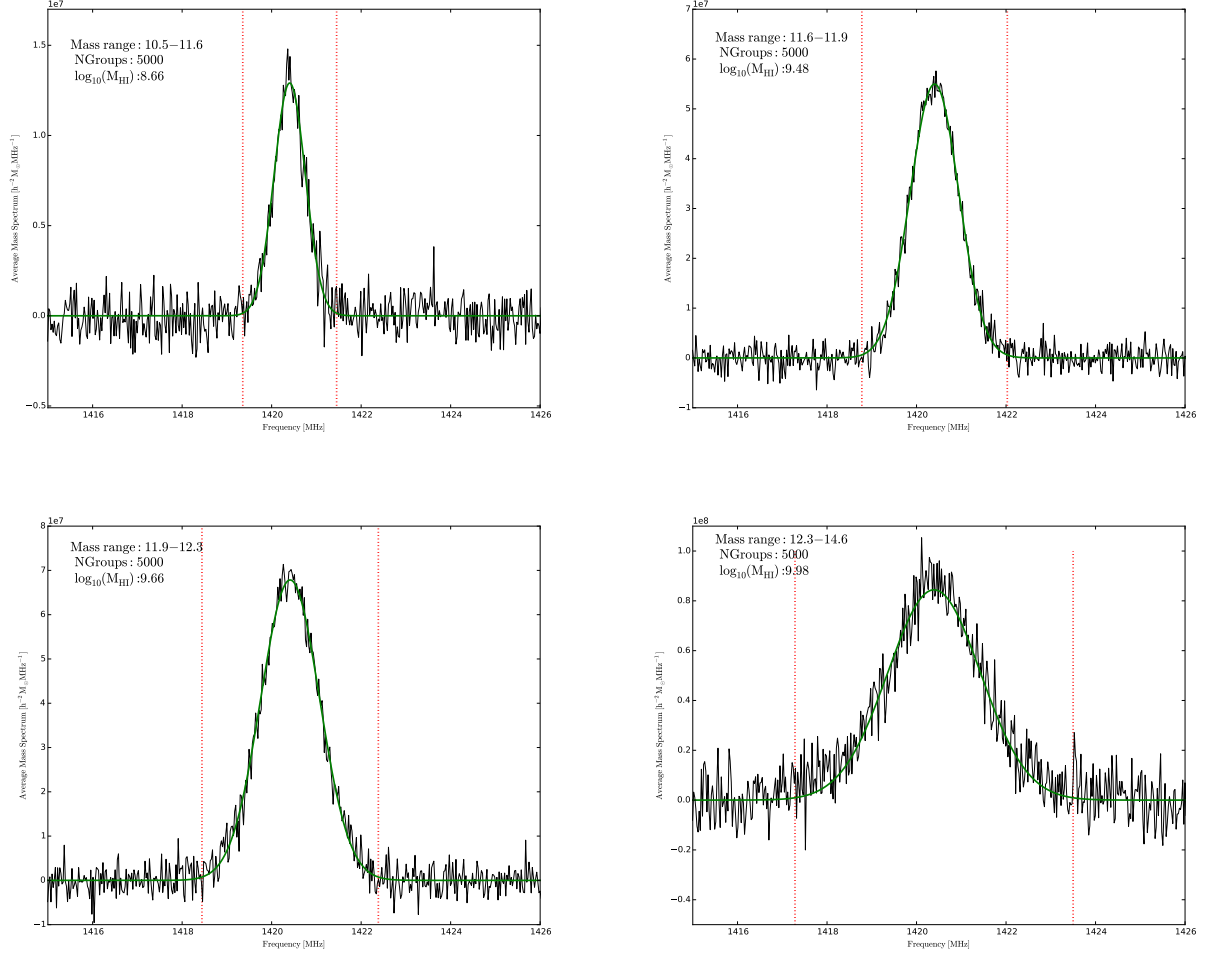 1e7
Mass range : 10.5−11.6
NGroups : 5000
log10(MHI) :8.66
1.5
1.0
0.5
0.0
−0.5
Average Mass Spectrum [h−2M⊙MHz−1]
1416 1418 1420 1422 1424 1426
Frequency [MHz]
1e7
Mass range : 11.6−11.9
NGroups : 5000
log10(MHI) :9.48
7
6
5
4
3
2
1
0
−1
Average Mass Spectrum [h−2M⊙MHz−1]
1416 1418 1420 1422 1424 1426
Frequency [MHz]
1e7
Mass range : 11.9−12.3
NGroups : 5000
log10(MHI) :9.66
8
7
6
5
4
3
2
1
0
−1
Average Mass Spectrum [h−2M⊙MHz−1]
1416 1418 1420 1422 1424 1426
Frequency [MHz]
1e8
Mass range : 12.3−14.6
NGroups : 5000
log10(MHI) :9.98
1.0
0.8
0.6
0.4
0.2
0.0
−0.2
−0.4
Average Mass Spectrum [h−2M⊙MHz−1]
1416 1418 1420 1422 1424 1426
Frequency [MHz]